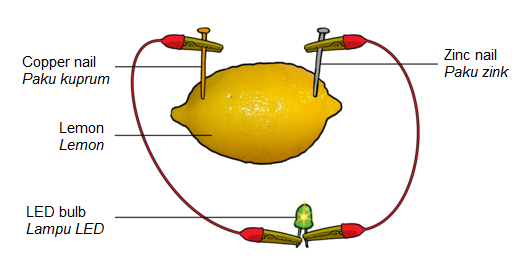 Copper nail
Paku kuprum
Zinc nail
Paku zink
Lemon
Lemon
LED bulb
Lampu LED